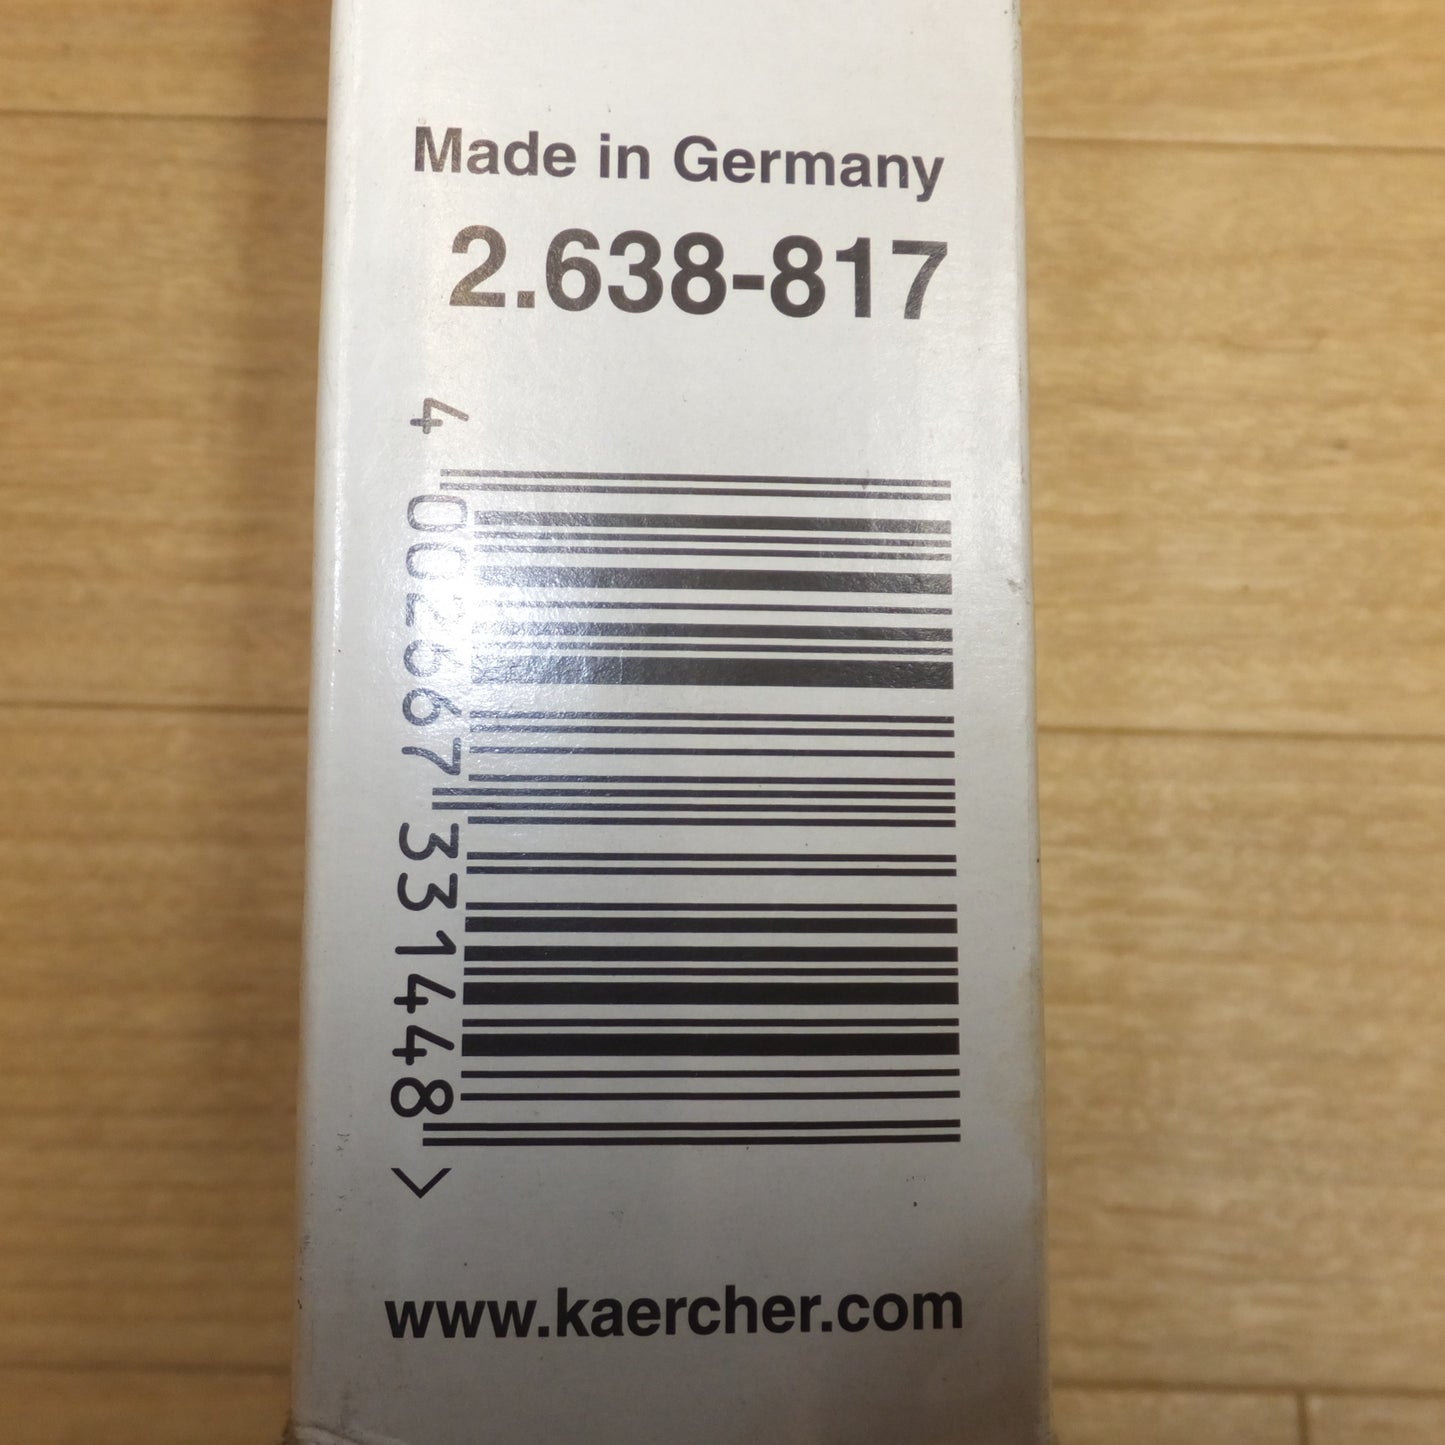 Made in Germany
2.638-817
4 002667 331448 >
www.kaercher.com